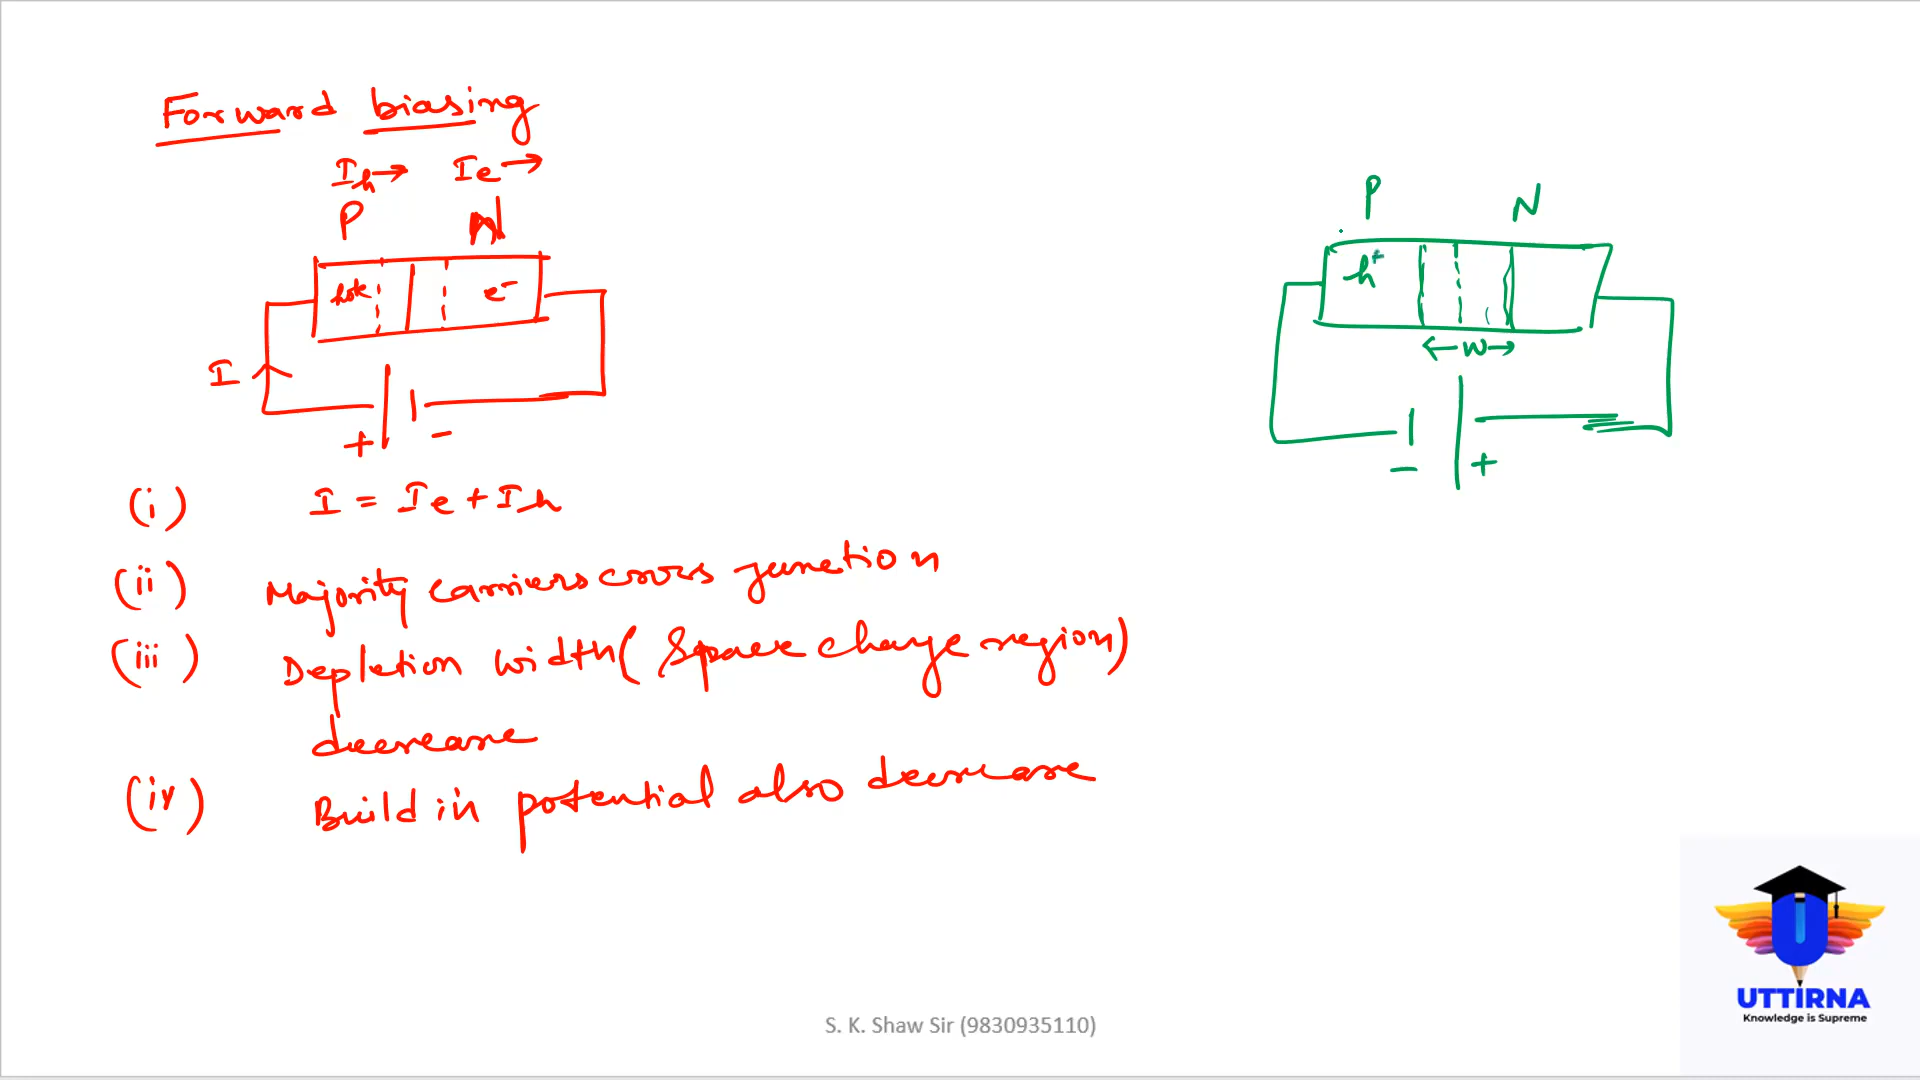 Forward biasing
Ih→ Ie→
P N
hole e⁻
I
+ -
(i) I = Ie + Ih
(ii) Majority carriers cross junction
(iii) Depletion width (Space charge region)
decrease
(iv) Build in potential also decrease
P N
h⁺
←W→
- +
UTTIRNA
Knowledge is Supreme
S. K. Shaw Sir (9830935110)